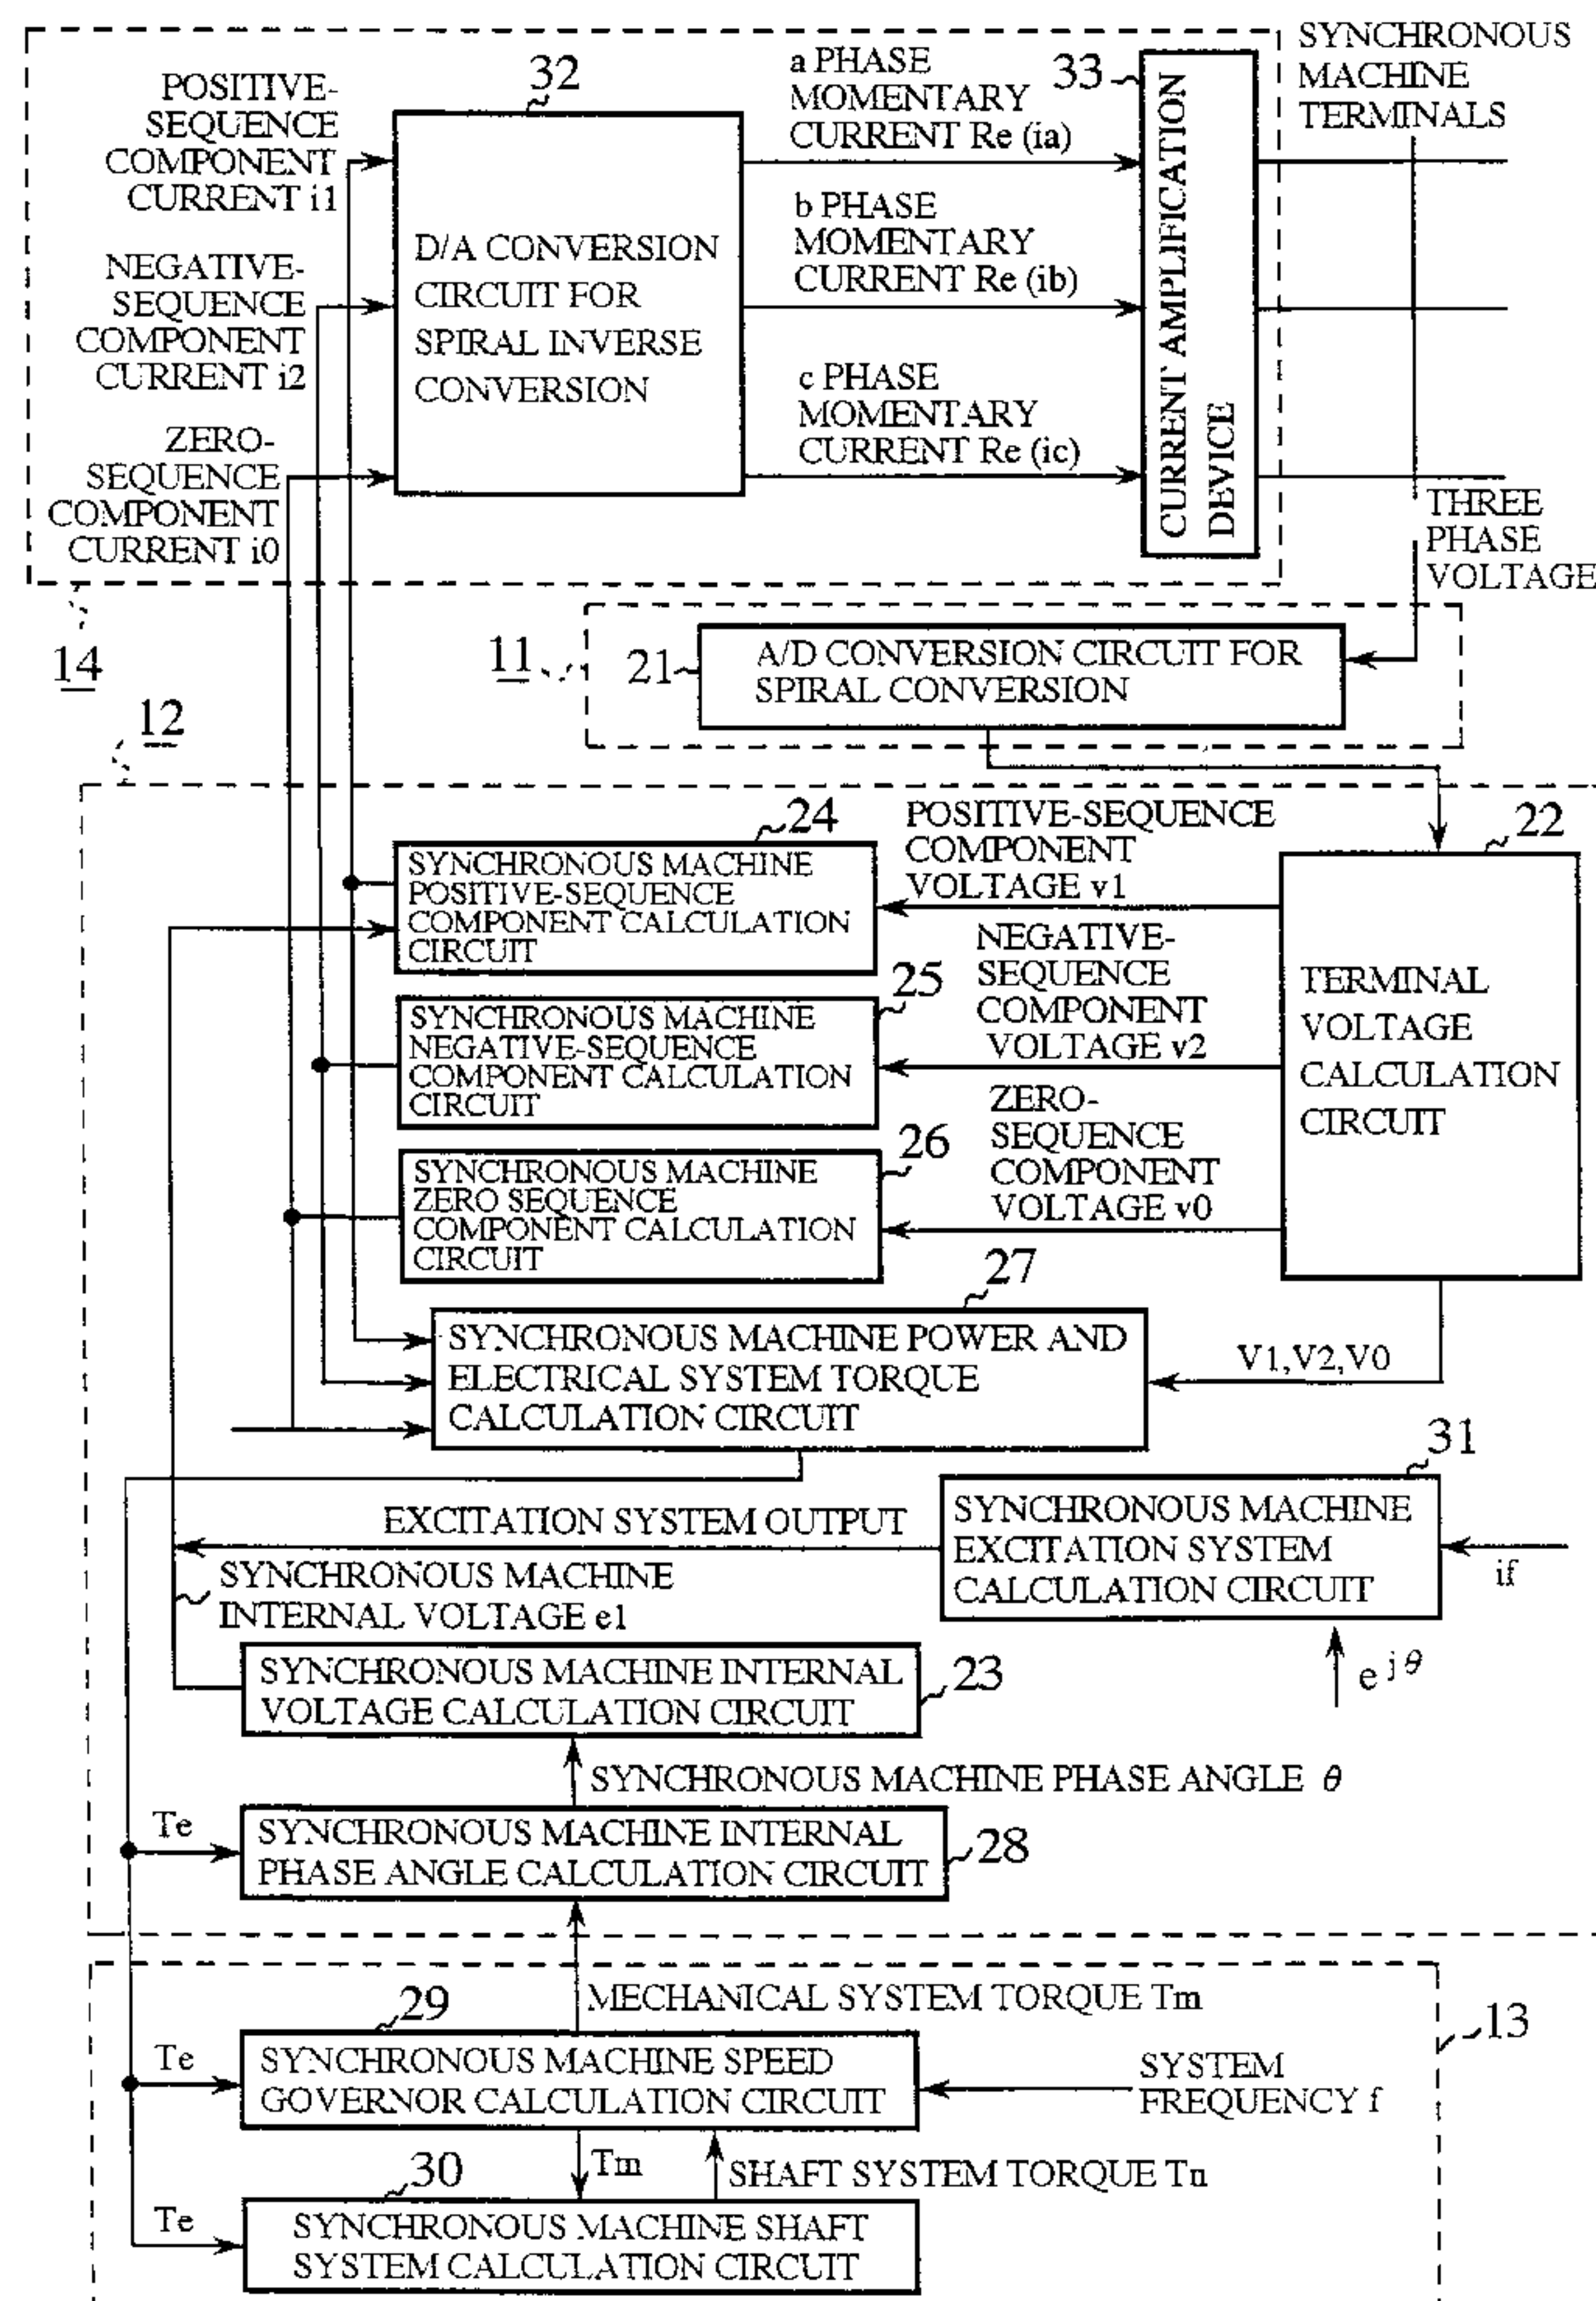 SYNCHRONOUS
MACHINE
TERMINALS
32
33
POSITIVE-
SEQUENCE
COMPONENT
CURRENT i1
NEGATIVE-
SEQUENCE
COMPONENT
CURRENT i2
ZERO-
SEQUENCE
COMPONENT
CURRENT i0
D/A CONVERSION
CIRCUIT FOR
SPIRAL INVERSE
CONVERSION
a PHASE
MOMENTARY
CURRENT Re (ia)
b PHASE
MOMENTARY
CURRENT Re (ib)
c PHASE
MOMENTARY
CURRENT Re (ic)
CURRENT AMPLIFICATION
DEVICE
THREE
PHASE
VOLTAGE
14
11
21
A/D CONVERSION CIRCUIT FOR
SPIRAL CONVERSION
12
24
SYNCHRONOUS MACHINE
POSITIVE-SEQUENCE
COMPONENT CALCULATION
CIRCUIT
POSITIVE-SEQUENCE
COMPONENT
VOLTAGE v1
22
TERMINAL
VOLTAGE
CALCULATION
CIRCUIT
25
SYNCHRONOUS MACHINE
NEGATIVE-SEQUENCE
COMPONENT CALCULATION
CIRCUIT
NEGATIVE-
SEQUENCE
COMPONENT
VOLTAGE v2
26
SYNCHRONOUS MACHINE
ZERO SEQUENCE
COMPONENT CALCULATION
CIRCUIT
ZERO-
SEQUENCE
COMPONENT
VOLTAGE v0
27
SYNCHRONOUS MACHINE POWER AND
ELECTRICAL SYSTEM TORQUE
CALCULATION CIRCUIT
V1,V2,V0
31
SYNCHRONOUS MACHINE
EXCITATION SYSTEM
CALCULATION CIRCUIT
if
e jθ
EXCITATION SYSTEM OUTPUT
SYNCHRONOUS MACHINE
INTERNAL VOLTAGE e1
SYNCHRONOUS MACHINE INTERNAL
VOLTAGE CALCULATION CIRCUIT
23
SYNCHRONOUS MACHINE PHASE ANGLE θ
Te
SYNCHRONOUS MACHINE INTERNAL
PHASE ANGLE CALCULATION CIRCUIT
28
MECHANICAL SYSTEM TORQUE Tm
29
13
Te
SYNCHRONOUS MACHINE SPEED
GOVERNOR CALCULATION CIRCUIT
SYSTEM
FREQUENCY f
30
Tm
SHAFT SYSTEM TORQUE Tn
Te
SYNCHRONOUS MACHINE SHAFT
SYSTEM CALCULATION CIRCUIT